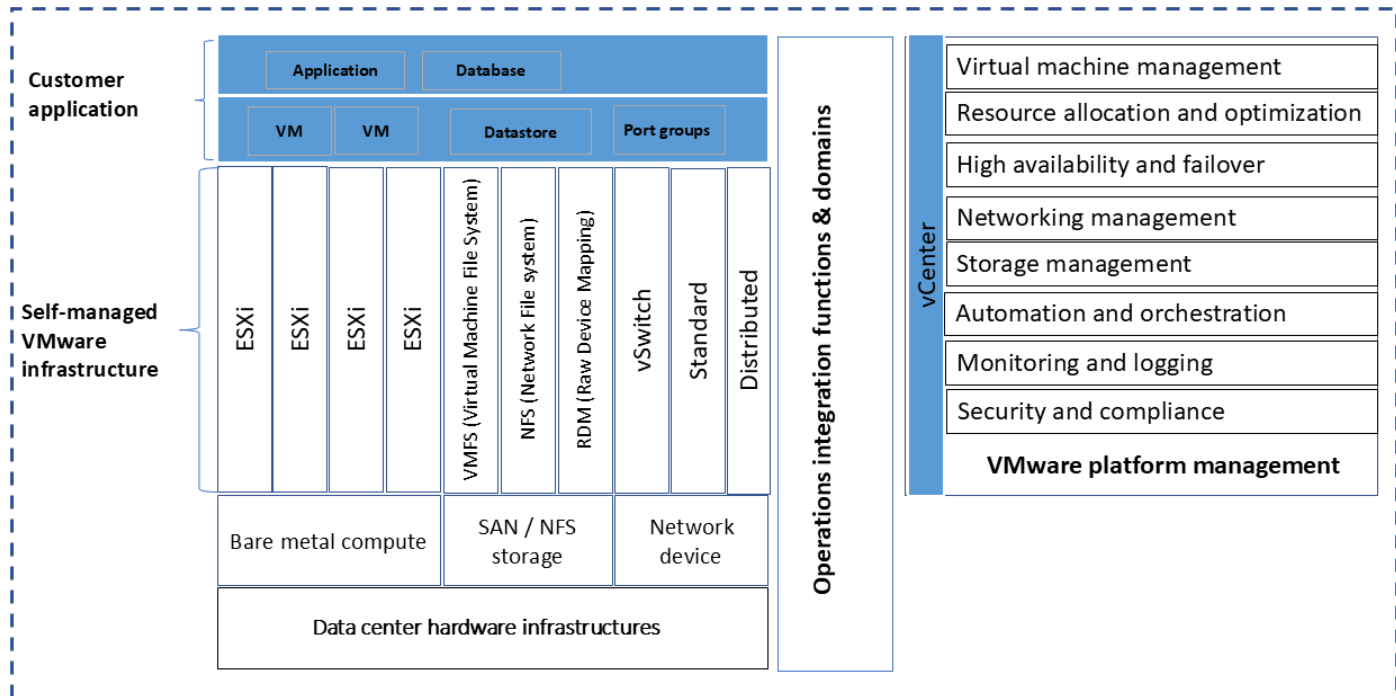 Customer
application
Application
Database
VM
VM
Datastore
Port groups
Self-managed
VMware
infrastructure
ESXi
ESXi
ESXi
ESXi
VMFS (Virtual Machine File System)
NFS (Network File system)
RDM (Raw Device Mapping)
vSwitch
Standard
Distributed
Bare metal compute
SAN / NFS
storage
Network
device
Data center hardware infrastructures
Operations integration functions & domains
vCenter
Virtual machine management
Resource allocation and optimization
High availability and failover
Networking management
Storage management
Automation and orchestration
Monitoring and logging
Security and compliance
VMware platform management